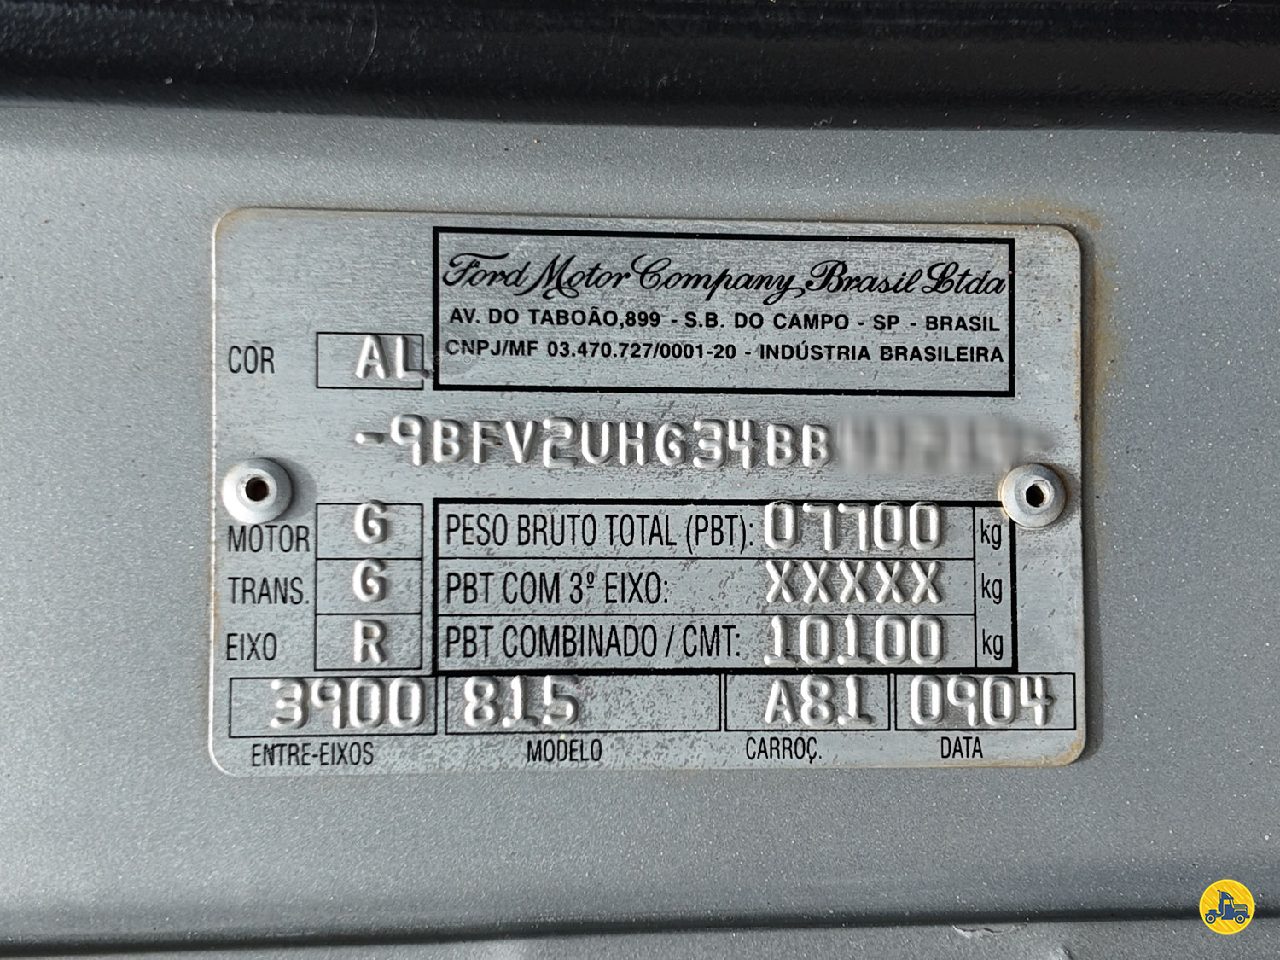 Ford Motor Company Brasil Ltda
AV. DO TABOÃO,899 - S.B. DO CAMPO - SP - BRASIL
CNPJ/MF 03.470.727/0001-20 - INDÚSTRIA BRASILEIRA
COR AL
-9BFV2UHG34BB
MOTOR G PESO BRUTO TOTAL (PBT): 07700 kg
TRANS. G PBT COM 3º EIXO: XXXXX kg
EIXO R PBT COMBINADO / CMT: 10100 kg
3900 815 A81 0904
ENTRE-EIXOS MODELO CARROÇ. DATA